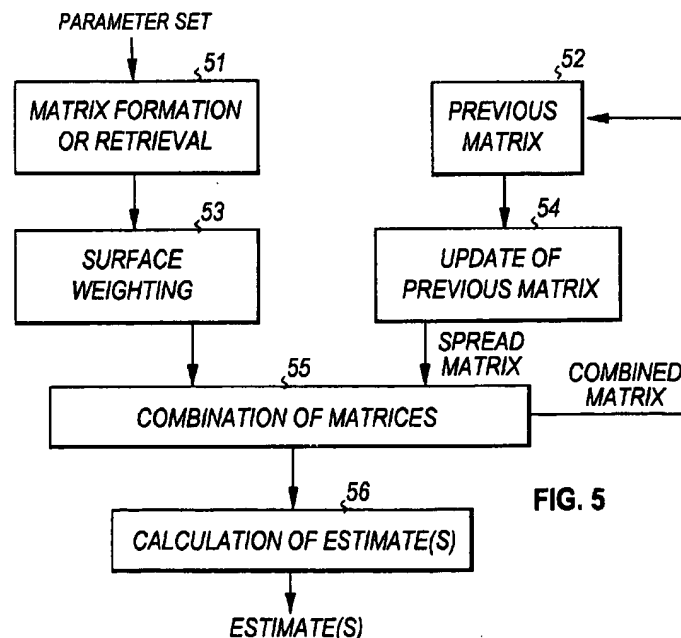 PARAMETER SET
51
MATRIX FORMATION
OR RETRIEVAL
52
PREVIOUS
MATRIX
53
SURFACE
WEIGHTING
54
UPDATE OF
PREVIOUS MATRIX
SPREAD
MATRIX
COMBINED
MATRIX
55
COMBINATION OF MATRICES
56
CALCULATION OF ESTIMATE(S)
FIG. 5
ESTIMATE(S)